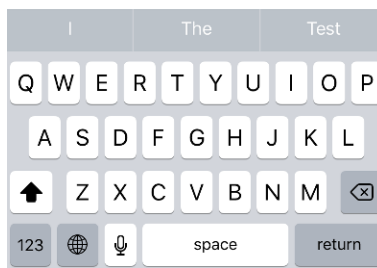 I The Test
Q W E R T Y U I O P
A S D F G H J K L
Z X C V B N M
123 space return